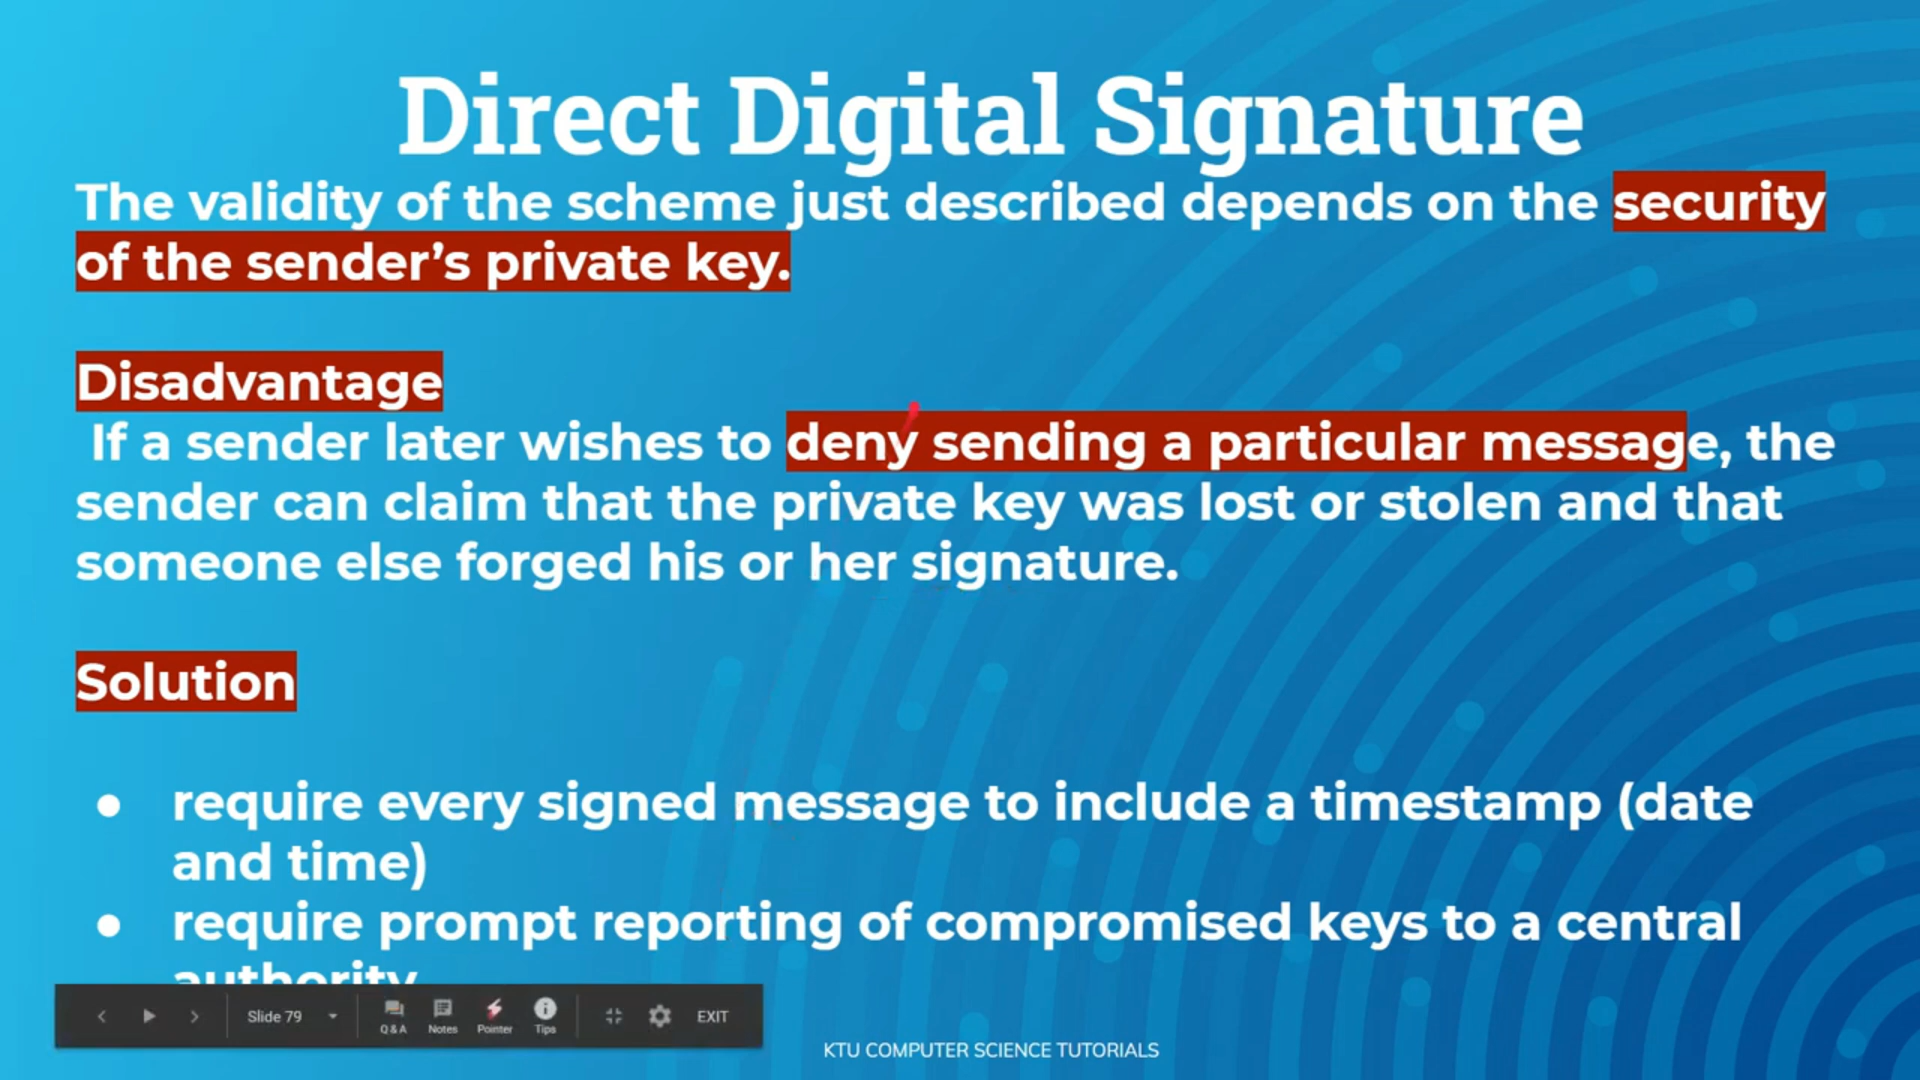 Direct Digital Signature
The validity of the scheme just described depends on the security
of the sender’s private key.
Disadvantage
If a sender later wishes to deny sending a particular message, the
sender can claim that the private key was lost or stolen and that
someone else forged his or her signature.
Solution
● require every signed message to include a timestamp (date
and time)
● require prompt reporting of compromised keys to a central
authority
Slide 79
Q & A
Notes
Pointer
Tips
EXIT
KTU COMPUTER SCIENCE TUTORIALS